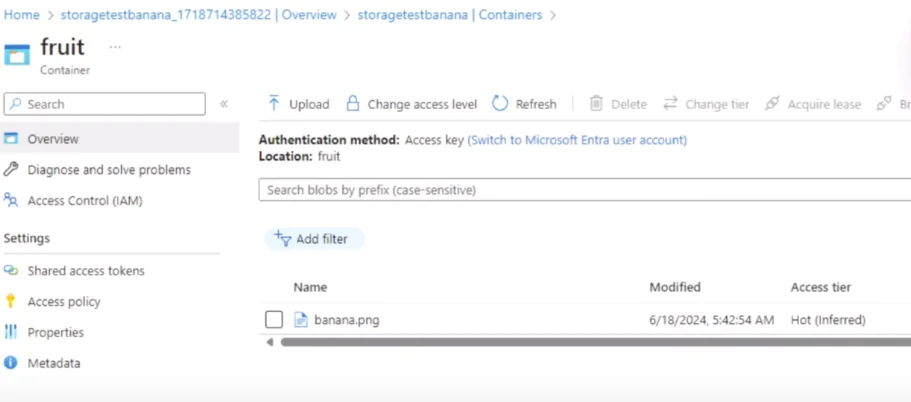 Home > storagetestbanana_1718714385822 | Overview > storagetestbanana | Containers >
fruit ...
Container
Search «
Overview
Diagnose and solve problems
Access Control (IAM)
Settings
Shared access tokens
Access policy
Properties
Metadata
Upload Change access level Refresh Delete Change tier Acquire lease
Authentication method: Access key (Switch to Microsoft Entra user account)
Location: fruit
Search blobs by prefix (case-sensitive)
Add filter
Name Modified Access tier
banana.png 6/18/2024, 5:42:54 AM Hot (Inferred)